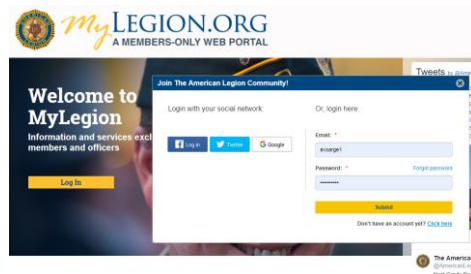 MyLEGION.ORG
A MEMBERS-ONLY WEB PORTAL
Tweets
Join The American Legion Community!
Welcome to
MyLegion
Information and services excl
members and officers
Log In
Login with your social network:
Log in
Twitter
Google
Or, login here:
Email: *
Password: *
Forgot password
Submit
Don't have an account yet? Click here
The America